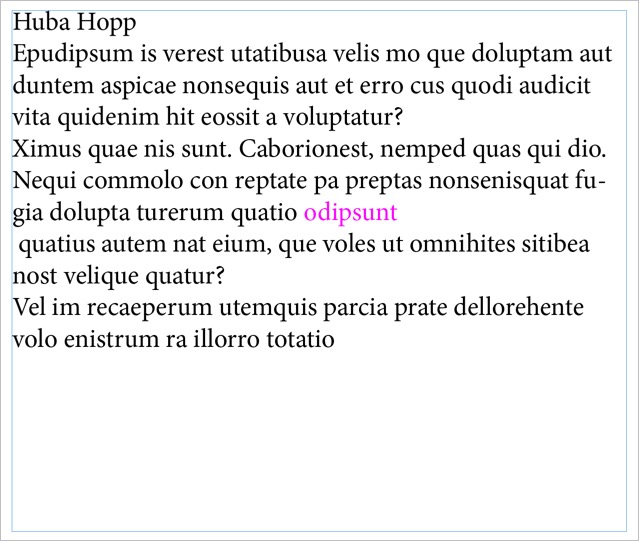 Huba Hopp
Epudipsum is verest utatibusa velis mo que doluptam aut
duntem aspicae nonsequis aut et erro cus quodi audicit
vita quidenim hit eossit a voluptatur?
Ximus quae nis sunt. Caborionest, nemped quas qui dio.
Nequi commolo con reptate pa preptas nonsenisquat fu-
gia dolupta turerum quatio odipsunt
quatius autem nat eium, que voles ut omnihites sitibea
nost velique quatur?
Vel im recaeperum utemquis parcia prate dellorehente
volo enistrum ra illorro totatio